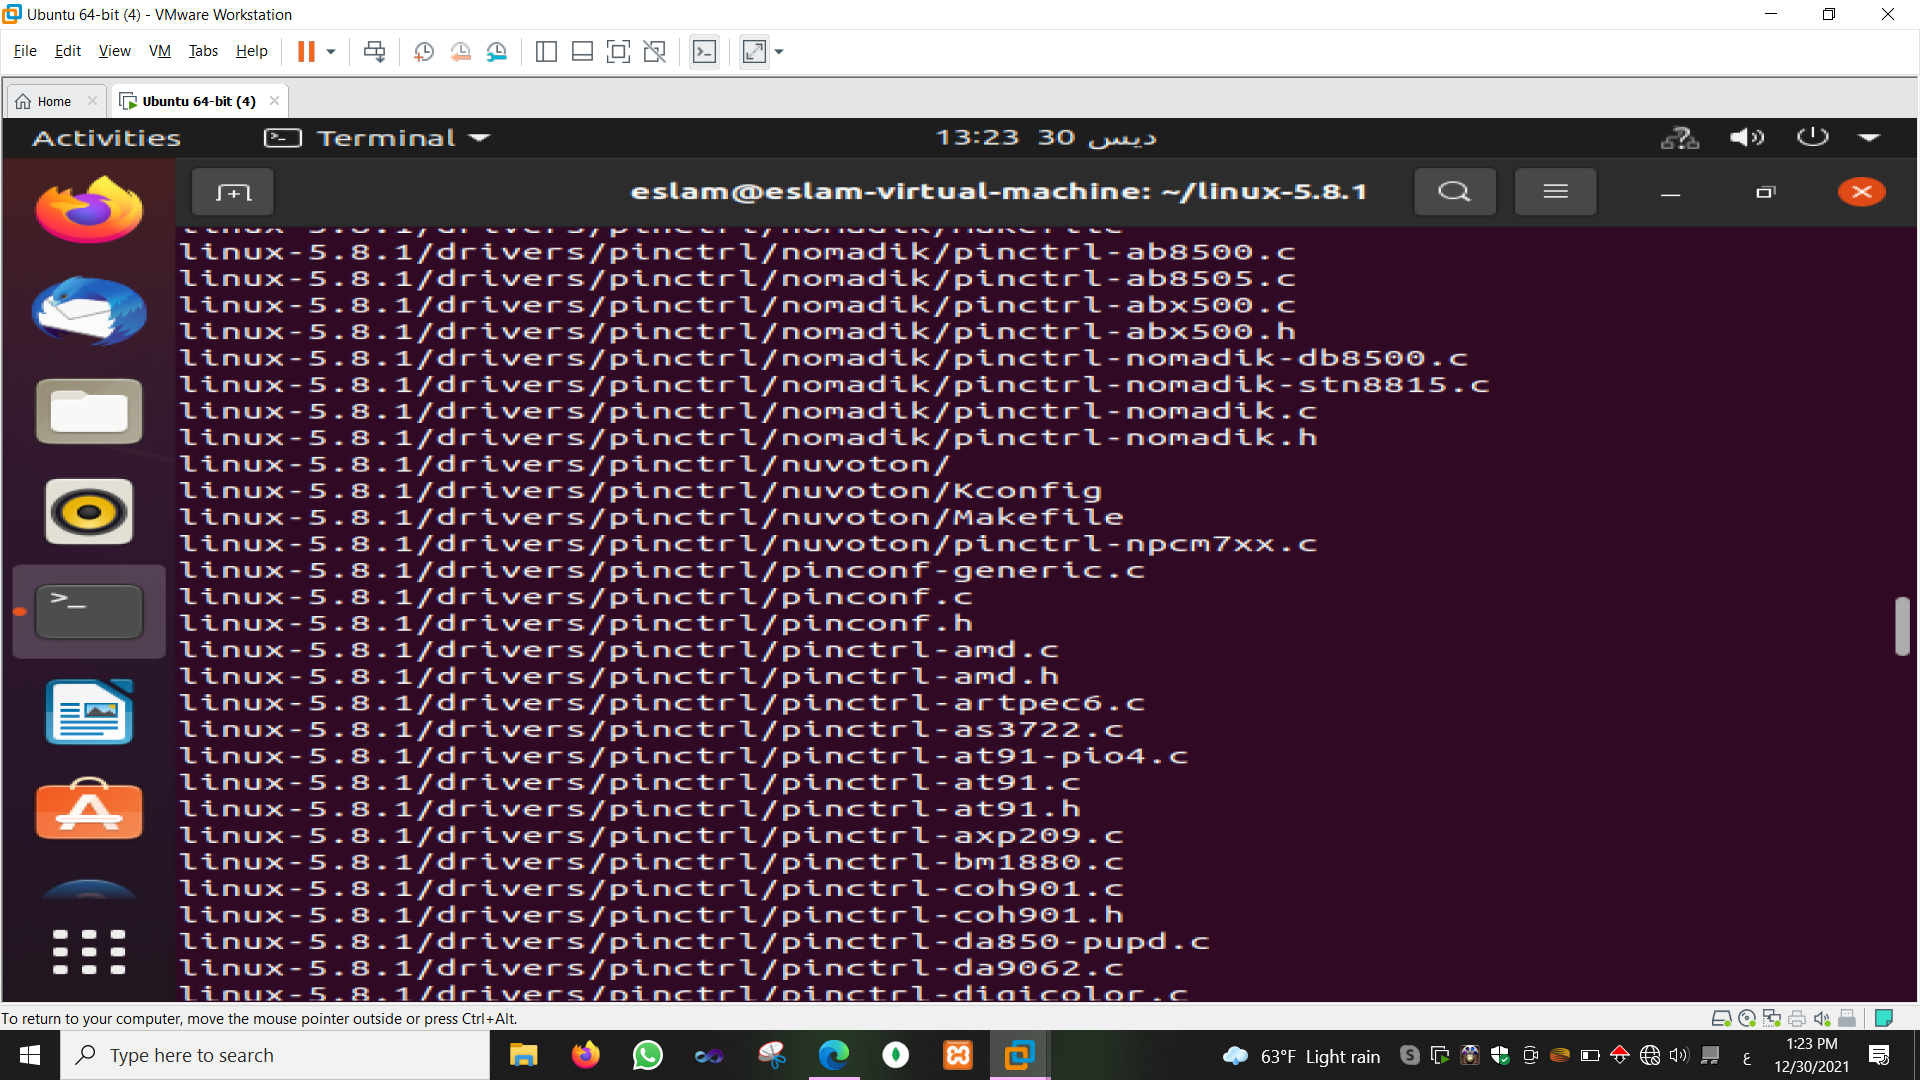 Ubuntu 64-bit (4) - VMware Workstation
File Edit View VM Tabs Help
Home
Ubuntu 64-bit (4)
Activities
Terminal
13:23 30 ديس
eslam@eslam-virtual-machine: ~/linux-5.8.1
linux-5.8.1/drivers/pinctrl/nomadik/Makefile
linux-5.8.1/drivers/pinctrl/nomadik/pinctrl-ab8500.c
linux-5.8.1/drivers/pinctrl/nomadik/pinctrl-ab8505.c
linux-5.8.1/drivers/pinctrl/nomadik/pinctrl-abx500.c
linux-5.8.1/drivers/pinctrl/nomadik/pinctrl-abx500.h
linux-5.8.1/drivers/pinctrl/nomadik/pinctrl-nomadik-db8500.c
linux-5.8.1/drivers/pinctrl/nomadik/pinctrl-nomadik-stn8815.c
linux-5.8.1/drivers/pinctrl/nomadik/pinctrl-nomadik.c
linux-5.8.1/drivers/pinctrl/nomadik/pinctrl-nomadik.h
linux-5.8.1/drivers/pinctrl/nuvoton/
linux-5.8.1/drivers/pinctrl/nuvoton/Kconfig
linux-5.8.1/drivers/pinctrl/nuvoton/Makefile
linux-5.8.1/drivers/pinctrl/nuvoton/pinctrl-npcm7xx.c
linux-5.8.1/drivers/pinctrl/pinconf-generic.c
linux-5.8.1/drivers/pinctrl/pinconf.c
linux-5.8.1/drivers/pinctrl/pinconf.h
linux-5.8.1/drivers/pinctrl/pinctrl-amd.c
linux-5.8.1/drivers/pinctrl/pinctrl-amd.h
linux-5.8.1/drivers/pinctrl/pinctrl-artpec6.c
linux-5.8.1/drivers/pinctrl/pinctrl-as3722.c
linux-5.8.1/drivers/pinctrl/pinctrl-at91-pio4.c
linux-5.8.1/drivers/pinctrl/pinctrl-at91.c
linux-5.8.1/drivers/pinctrl/pinctrl-at91.h
linux-5.8.1/drivers/pinctrl/pinctrl-axp209.c
linux-5.8.1/drivers/pinctrl/pinctrl-bm1880.c
linux-5.8.1/drivers/pinctrl/pinctrl-coh901.c
linux-5.8.1/drivers/pinctrl/pinctrl-coh901.h
linux-5.8.1/drivers/pinctrl/pinctrl-da850-pupd.c
linux-5.8.1/drivers/pinctrl/pinctrl-da9062.c
linux-5.8.1/drivers/pinctrl/pinctrl-digicolor.c
To return to your computer, move the mouse pointer outside or press Ctrl+Alt.
Type here to search
63°F Light rain
ع
1:23 PM
12/30/2021